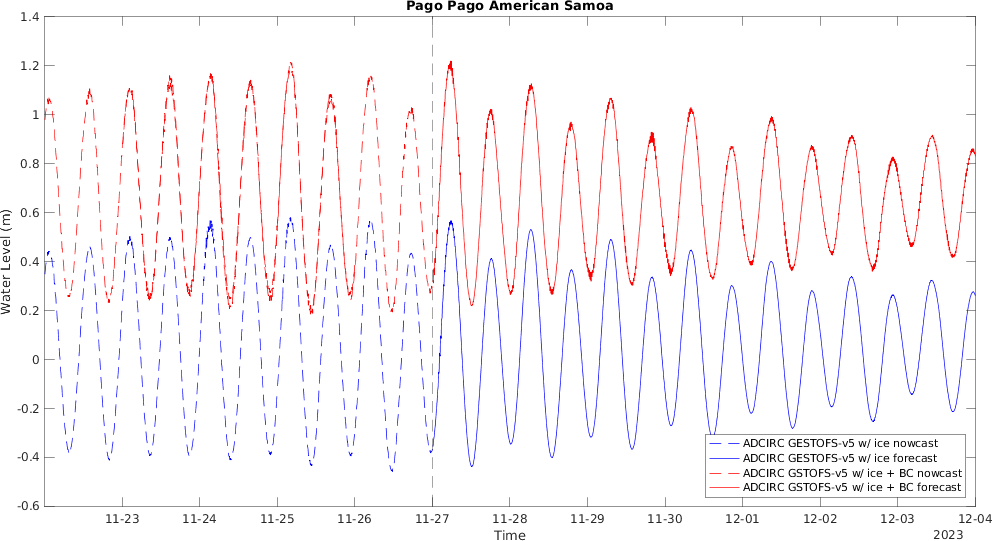 Pago Pago American Samoa
Water Level (m)
1.4
1.2
1
0.8
0.6
0.4
0.2
0
-0.2
-0.4
-0.6
ADCIRC GESTOFS-v5 w/ ice nowcast
ADCIRC GESTOFS-v5 w/ ice forecast
ADCIRC GSTOFS-v5 w/ ice + BC nowcast
ADCIRC GSTOFS-v5 w/ ice + BC forecast
11-23 11-24 11-25 11-26 11-27 11-28 11-29 11-30 12-01 12-02 12-03 12-04
Time
2023